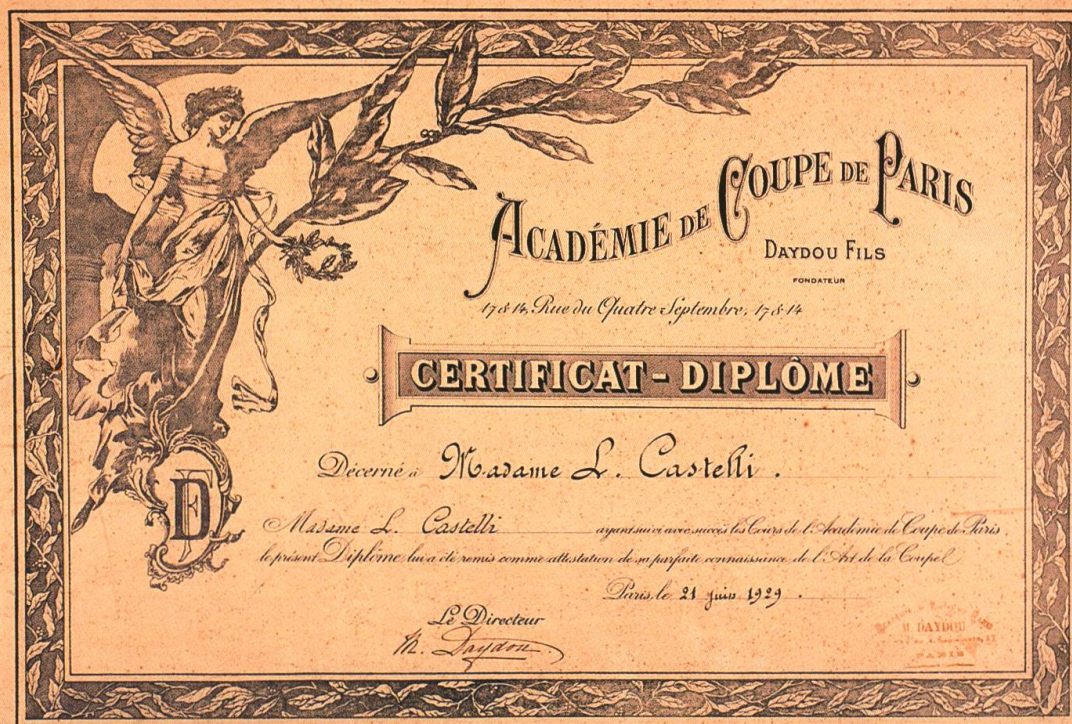 ACADÉMIE DE COUPE DE PARIS
DAYDOU FILS
FONDATEUR
17 & 14, Rue du Quatre Septembre, 17 & 14
CERTIFICAT - DIPLÔME
Décerné à Madame L. Castelli.
DF
Madame L. Castelli ayant suivi avec succès les Cours de l'Académie de Coupe de Paris,
le présent Diplôme lui a été remis comme attestation de sa parfaite connaissance de l'Art de la Coupe
Paris, le 21 juin 1929.
Le Directeur
M. Daydou
M. DAYDOU
PARIS